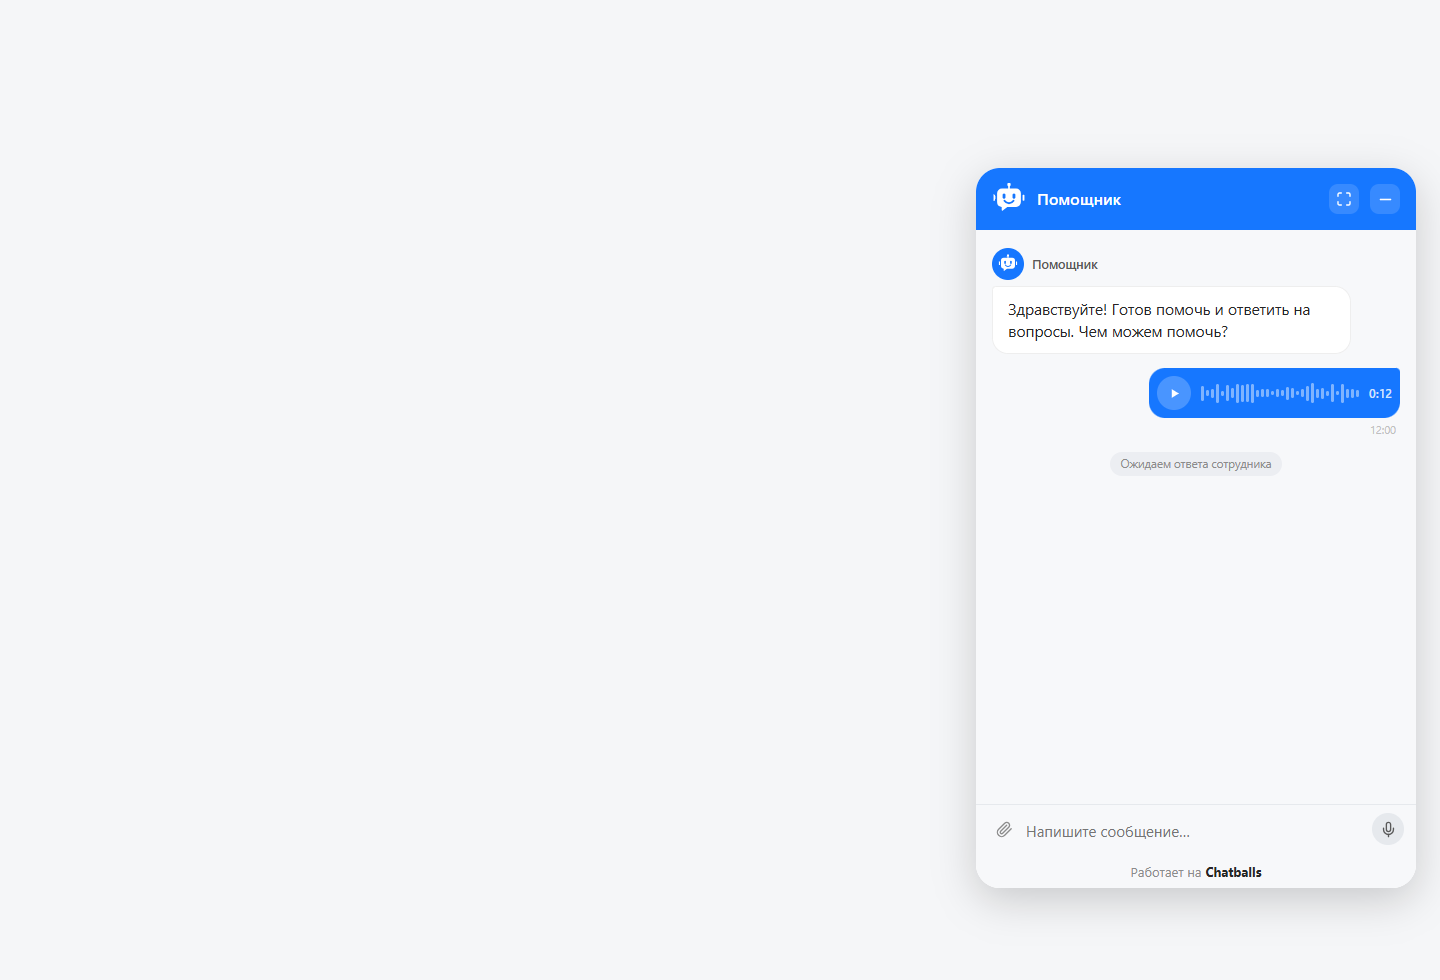 Помощник
Помощник
Здравствуйте! Готов помочь и ответить на
вопросы. Чем можем помочь?
0:12
12:00
Ожидаем ответа сотрудника
Напишите сообщение...
Работает на Chatballs